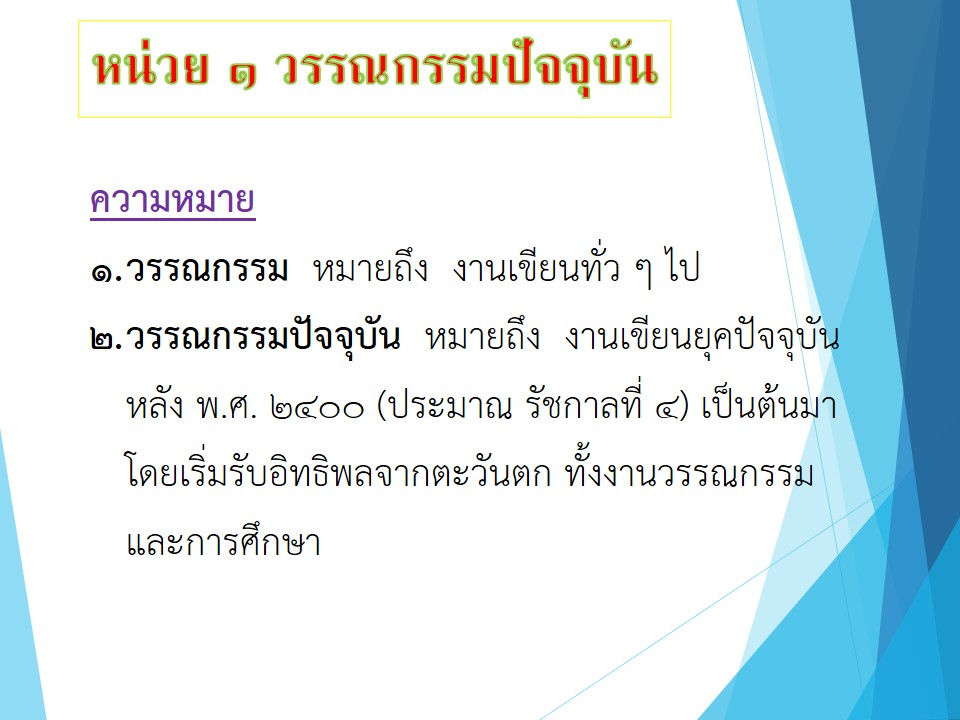 หน่วย ๑ วรรณกรรมปัจจุบัน
ความหมาย
๑.วรรณกรรม หมายถึง งานเขียนทั่ว ๆ ไป
๒.วรรณกรรมปัจจุบัน หมายถึง งานเขียนยุคปัจจุบัน
หลัง พ.ศ. ๒๔๐๐ (ประมาณ รัชกาลที่ ๔) เป็นต้นมา
โดยเริ่มรับอิทธิพลจากตะวันตก ทั้งงานวรรณกรรม
และการศึกษา